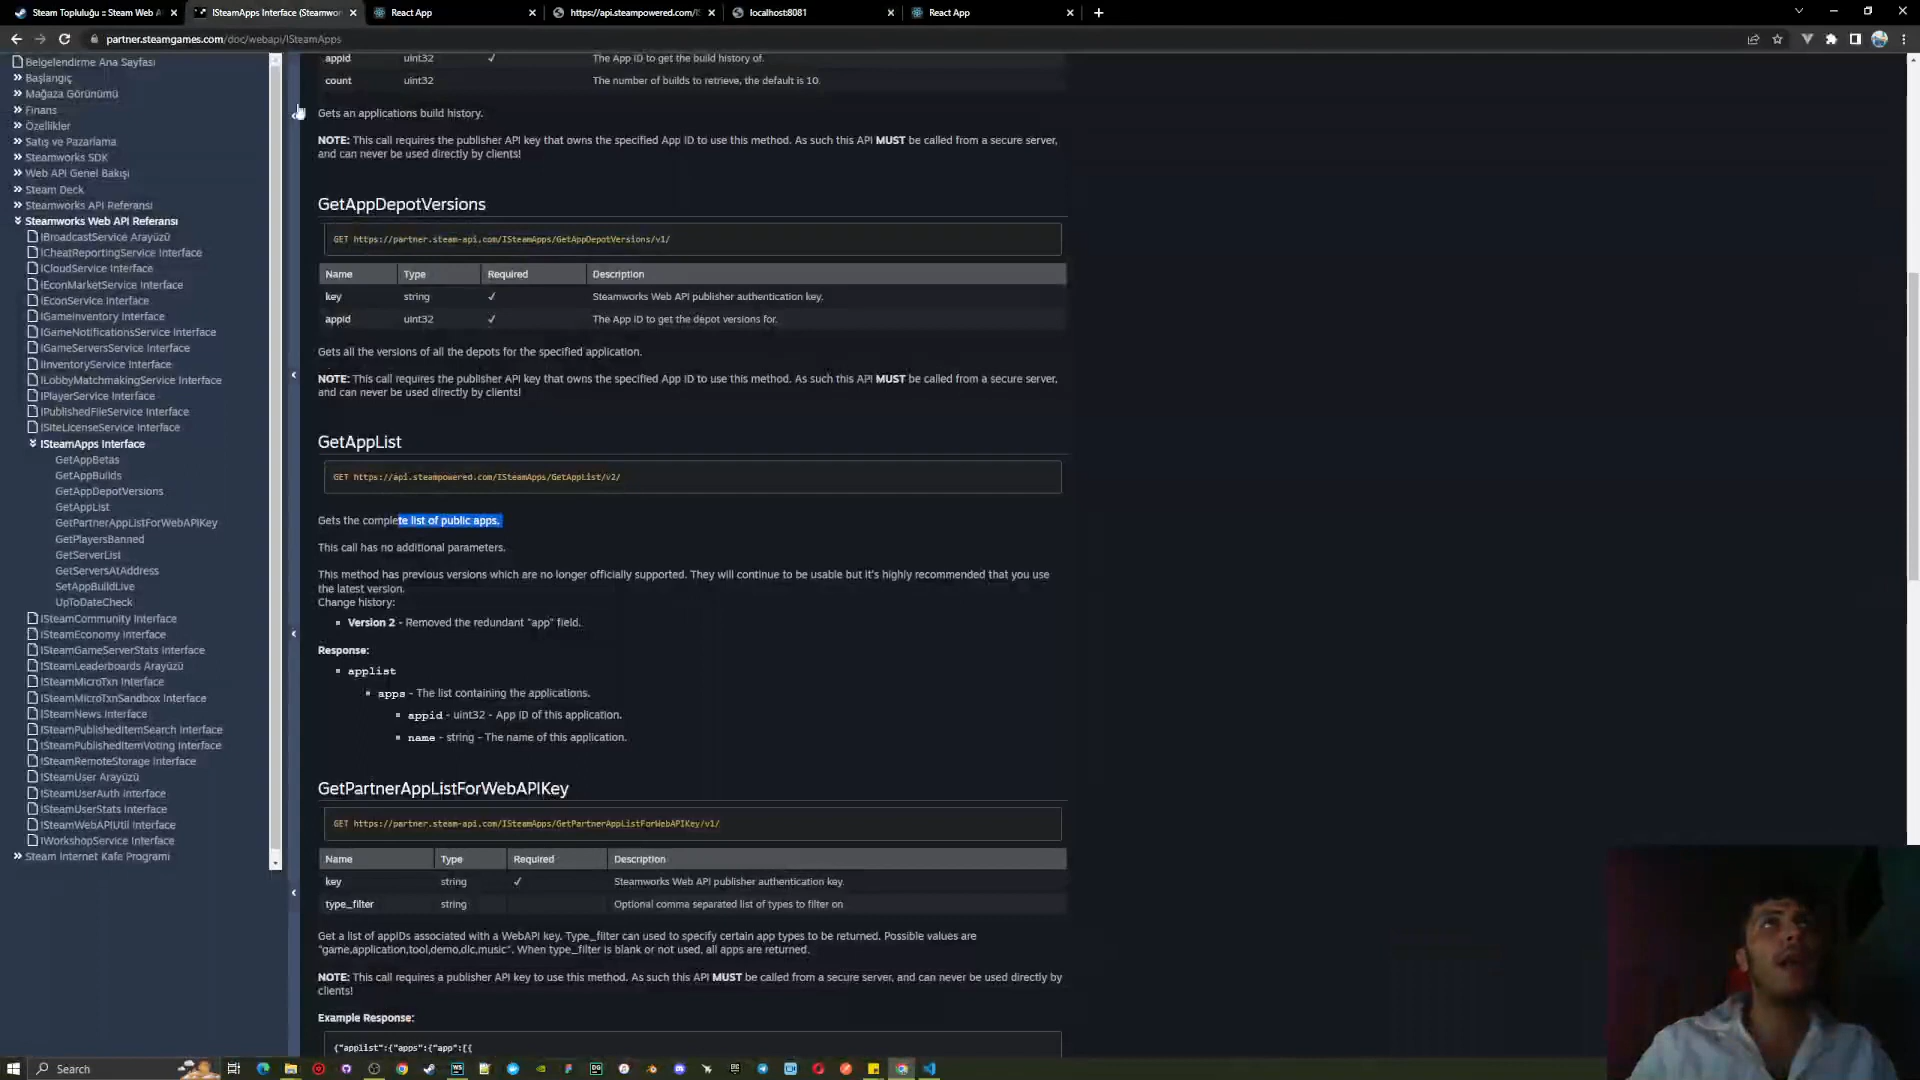 Steam Topluluğu :: Steam Web A
ISteamApps Interface (Steamwor
React App
https://api.steampowered.com/I
localhost:8081
React App
partner.steamgames.com/doc/webapi/ISteamApps
Belgelendirme Ana Sayfası
Başlangıç
Mağaza Görünümü
Finans
Özellikler
Satış ve Pazarlama
Steamworks SDK
Web API Genel Bakışı
Steam Deck
Steamworks API Referansı
Steamworks Web API Referansı
IBroadcastService Arayüzü
ICheatReportingService Interface
ICloudService Interface
IEconMarketService Interface
IEconService Interface
IGameInventory Interface
IGameNotificationsService Interface
IGameServersService Interface
IInventoryService Interface
ILobbyMatchmakingService Interface
IPlayerService Interface
IPublishedFileService Interface
ISiteLicenseService Interface
ISteamApps Interface
GetAppBetas
GetAppBuilds
GetAppDepotVersions
GetAppList
GetPartnerAppListForWebAPIKey
GetPlayersBanned
GetServerList
GetServersAtAddress
SetAppBuildLive
UpToDateCheck
ISteamCommunity Interface
ISteamEconomy Interface
ISteamGameServerStats Interface
ISteamLeaderboards Arayüzü
ISteamMicroTxn Interface
ISteamMicroTxnSandbox Interface
ISteamNews Interface
ISteamPublishedItemSearch Interface
ISteamPublishedItemVoting Interface
ISteamRemoteStorage Interface
ISteamUser Arayüzü
ISteamUserAuth Interface
ISteamUserStats Interface
ISteamWebAPIUtil Interface
IWorkshopService Interface
Steam İnternet Kafe Programı
appid uint32 ✓ The App ID to get the build history of.
count uint32 The number of builds to retrieve, the default is 10.
Gets an applications build history.
NOTE: This call requires the publisher API key that owns the specified App ID to use this method. As such this API MUST be called from a secure server,
and can never be used directly by clients!
GetAppDepotVersions
GET https://partner.steam-api.com/ISteamApps/GetAppDepotVersions/v1/
Name Type Required Description
key string ✓ Steamworks Web API publisher authentication key.
appid uint32 ✓ The App ID to get the depot versions for.
Gets all the versions of all the depots for the specified application.
NOTE: This call requires the publisher API key that owns the specified App ID to use this method. As such this API MUST be called from a secure server,
and can never be used directly by clients!
GetAppList
GET https://api.steampowered.com/ISteamApps/GetAppList/v2/
Gets the complete list of public apps.
This call has no additional parameters.
This method has previous versions which are no longer officially supported. They will continue to be usable but it's highly recommended that you use
the latest version.
Change history:
▪ Version 2 - Removed the redundant "app" field.
Response:
▪ applist
▪ apps - The list containing the applications.
▪ appid - uint32 - App ID of this application.
▪ name - string - The name of this application.
GetPartnerAppListForWebAPIKey
GET https://partner.steam-api.com/ISteamApps/GetPartnerAppListForWebAPIKey/v1/
Name Type Required Description
key string ✓ Steamworks Web API publisher authentication key.
type_filter string Optional comma separated list of types to filter on
Get a list of appIDs associated with a WebAPI key. Type_filter can used to specify certain app types to be returned. Possible values are
"game,application,tool,demo,dlc,music". When type_filter is blank or not used, all apps are returned.
NOTE: This call requires a publisher API key to use this method. As such this API MUST be called from a secure server, and can never be used directly by
clients!
Example Response:
{"applist":{"apps":{"app":[{
Search